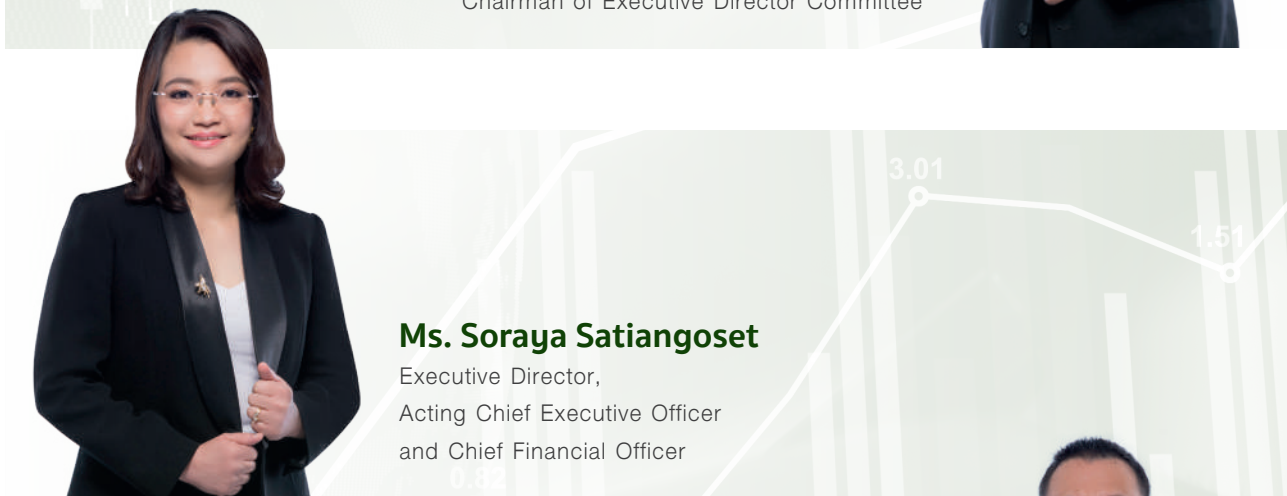 Chairman of Executive Director Committee
3.01
1.51
Ms. Soraya Satiangoset
Executive Director,
Acting Chief Executive Officer
and Chief Financial Officer
0.82